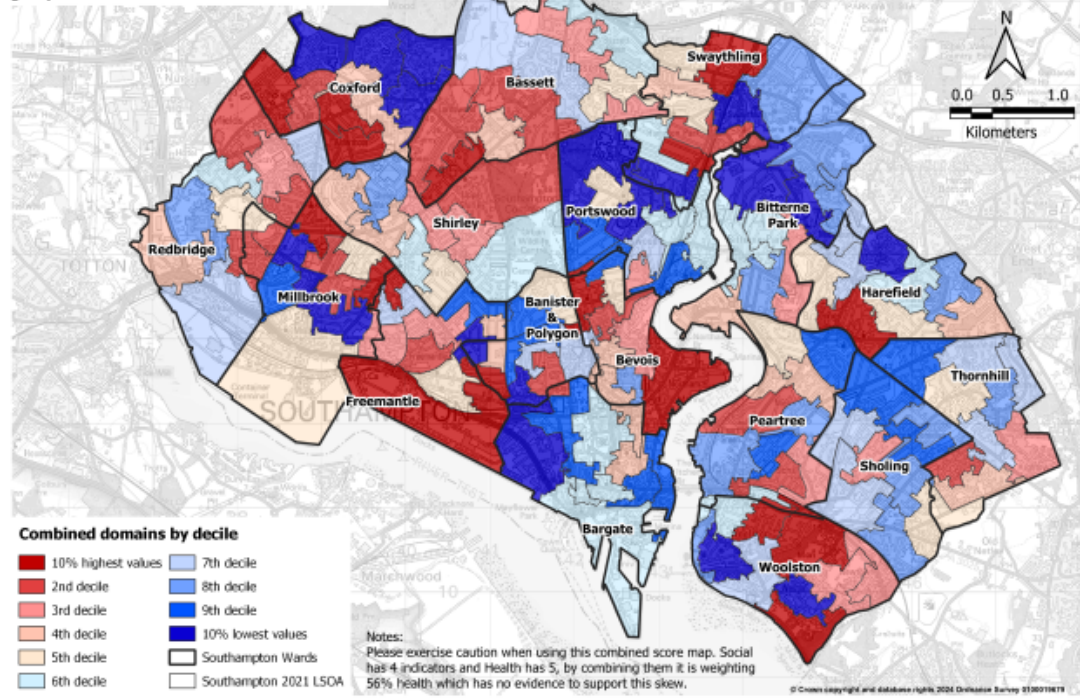 N
0.0 0.5 1.0
Kilometers
Swaythling
Bassett
Coxford
Portswood
Bitterne
Park
Shirley
Redbridge
TOTTON
Harefield
Millbrook
Banister
&
Polygon
Bevois
Thornhill
Freemantle
SOUTHAMPTON
Peartree
Sholing
Bargate
Woolston
Marchwood
Combined domains by decile
10% highest values
2nd decile
3rd decile
4th decile
5th decile
6th decile
7th decile
8th decile
9th decile
10% lowest values
Southampton Wards
Southampton 2021 LSOA
Notes:
Please exercise caution when using this combined score map. Social
has 4 indicators and Health has 5, by combining them it is weighting
56% health which has no evidence to support this skew.
© Crown copyright and database rights 2024 Ordnance Survey